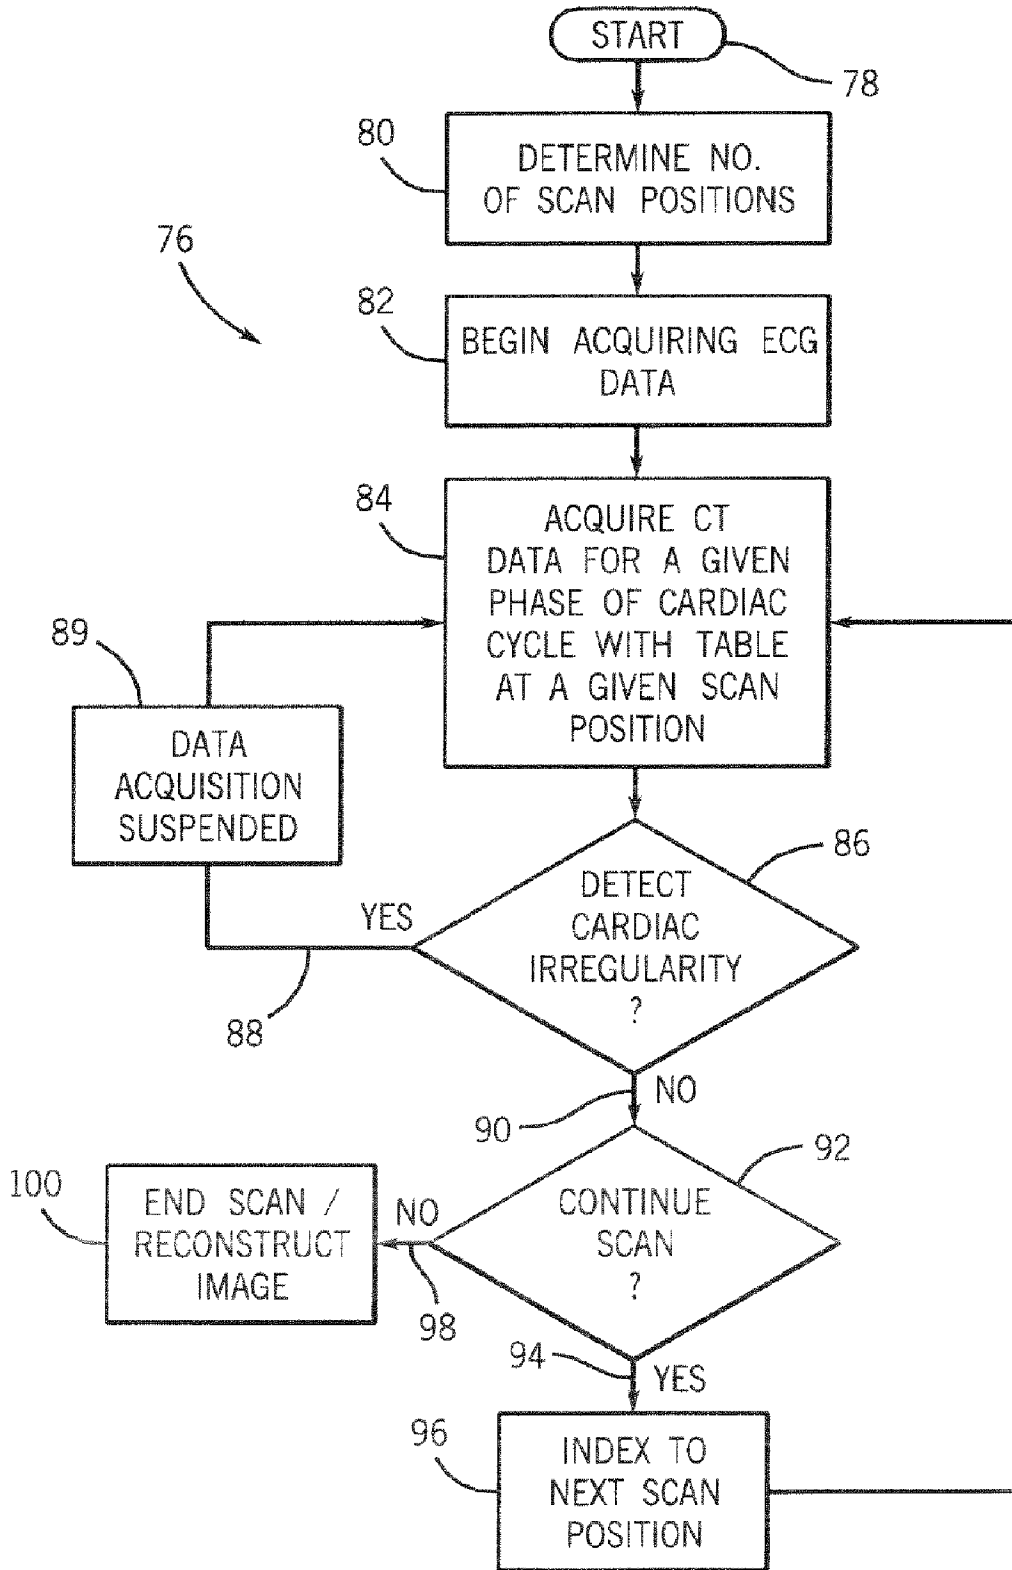 START
78
80
DETERMINE NO.
OF SCAN POSITIONS
76
82
BEGIN ACQUIRING ECG
DATA
84
ACQUIRE CT
DATA FOR A GIVEN
PHASE OF CARDIAC
CYCLE WITH TABLE
AT A GIVEN SCAN
POSITION
89
DATA
ACQUISITION
SUSPENDED
86
DETECT
CARDIAC
IRREGULARITY
?
YES
88
90
NO
92
CONTINUE
SCAN
?
100
END SCAN /
RECONSTRUCT
IMAGE
NO
98
94
YES
96
INDEX TO
NEXT SCAN
POSITION